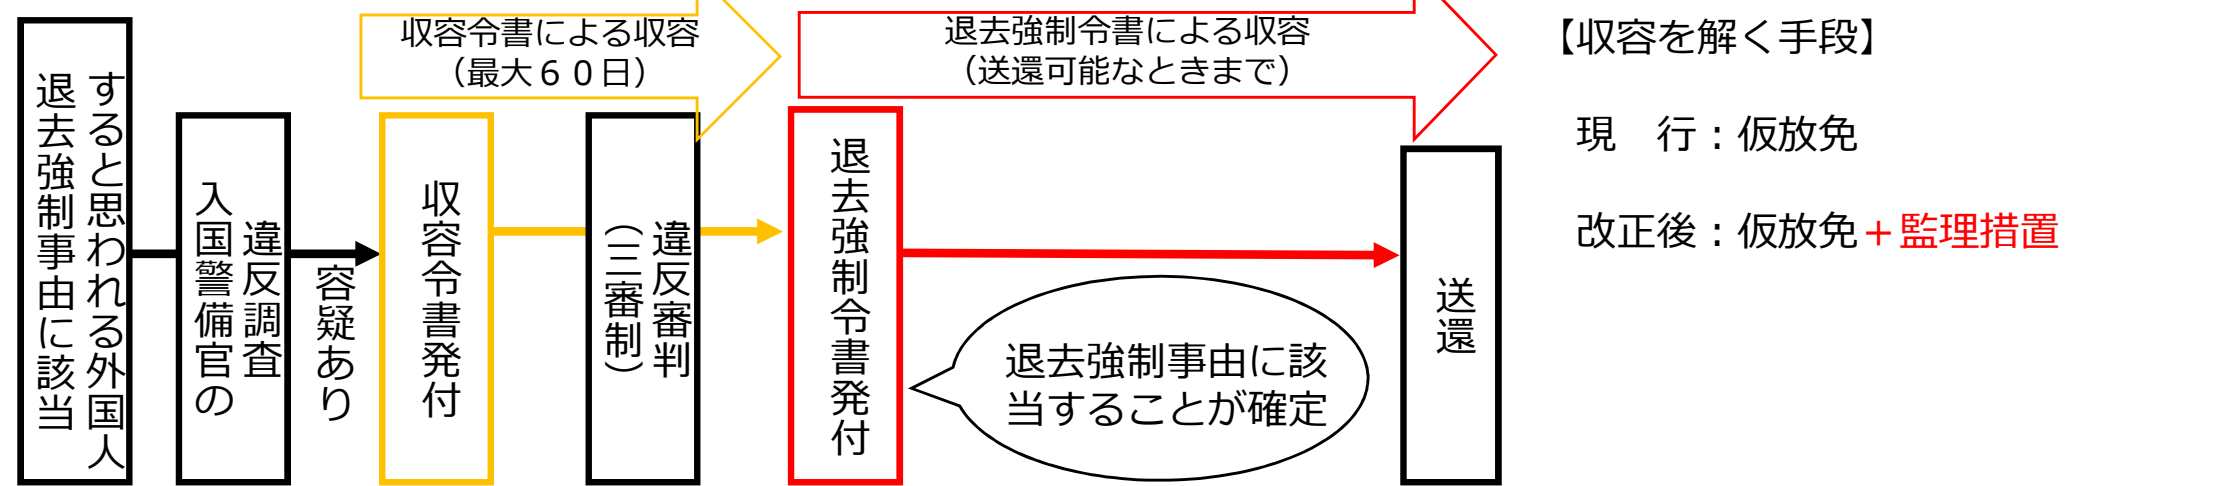 収容令書による収容
（最大６０日）
退去強制令書による収容
（送還可能なときまで）
【収容を解く手段】
現　行：仮放免
改正後：仮放免＋監理措置
退去強制事由に該当
すると思われる外国人
入国警備官の
違反調査
容疑あり
収容令書発付
違反審判
（三審制）
退去強制令書発付
退去強制事由に該
当することが確定
送還